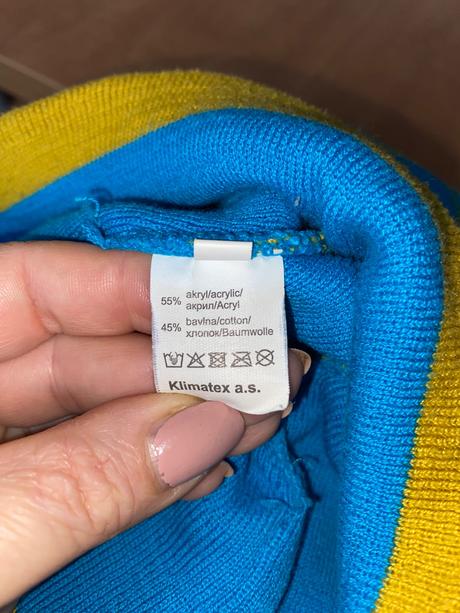 55% akryl/acrylic/
акрил/Acryl
45% bavlna/cotton/
хлопок/Baumwolle
Klimatex a.s.